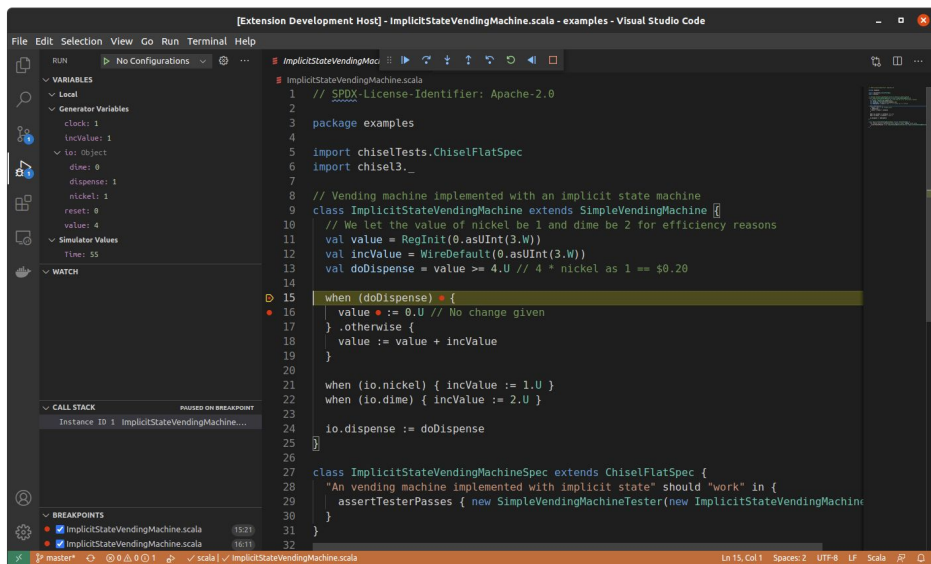 [Extension Development Host] - ImplicitStateVendingMachine.scala - examples - Visual Studio Code
File Edit Selection View Go Run Terminal Help
RUN No Configurations
VARIABLES
Local
Generator Variables
clock: 1
incValue: 1
io: Object
dime: 0
dispense: 1
nickel: 1
reset: 0
value: 4
Simulator Values
Time: 55
WATCH
CALL STACK PAUSED ON BREAKPOINT
Instance ID 1 ImplicitStateVendingMachine....
BREAKPOINTS
ImplicitStateVendingMachine.scala 15:21
ImplicitStateVendingMachine.scala 16:11
1
1
ImplicitStateVendingMacl
ImplicitStateVendingMachine.scala
1 // SPDX-License-Identifier: Apache-2.0
2
3 package examples
4
5 import chiselTests.ChiselFlatSpec
6 import chisel3._
7
8 // Vending machine implemented with an implicit state machine
9 class ImplicitStateVendingMachine extends SimpleVendingMachine {
10 // We let the value of nickel be 1 and dime be 2 for efficiency reasons
11 val value = RegInit(0.asUInt(3.W))
12 val incValue = WireDefault(0.asUInt(3.W))
13 val doDispense = value >= 4.U // 4 * nickel as 1 == $0.20
14
15 when (doDispense) {
16 value := 0.U // No change given
17 } .otherwise {
18 value := value + incValue
19 }
20
21 when (io.nickel) { incValue := 1.U }
22 when (io.dime) { incValue := 2.U }
23
24 io.dispense := doDispense
25 }
26
27 class ImplicitStateVendingMachineSpec extends ChiselFlatSpec {
28 "An vending machine implemented with implicit state" should "work" in {
29 assertTesterPasses { new SimpleVendingMachineTester(new ImplicitStateVendingMachine
30 }
31 }
32
master* 0 0 1 scala | ImplicitStateVendingMachine.scala Ln 15, Col 1 Spaces: 2 UTF-8 LF Scala